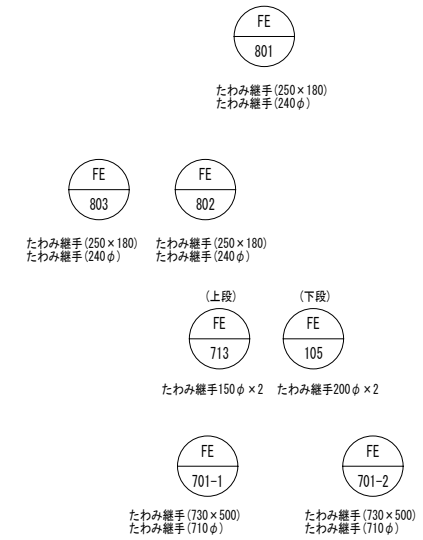 FE
801
たわみ継手(250×180)
たわみ継手(240φ)
FE
803
たわみ継手(250×180)
たわみ継手(240φ)
FE
802
たわみ継手(250×180)
たわみ継手(240φ)
(上段)
FE
713
たわみ継手150φ×2
(下段)
FE
105
たわみ継手200φ×2
FE
701-1
たわみ継手(730×500)
たわみ継手(710φ)
FE
701-2
たわみ継手(730×500)
たわみ継手(710φ)